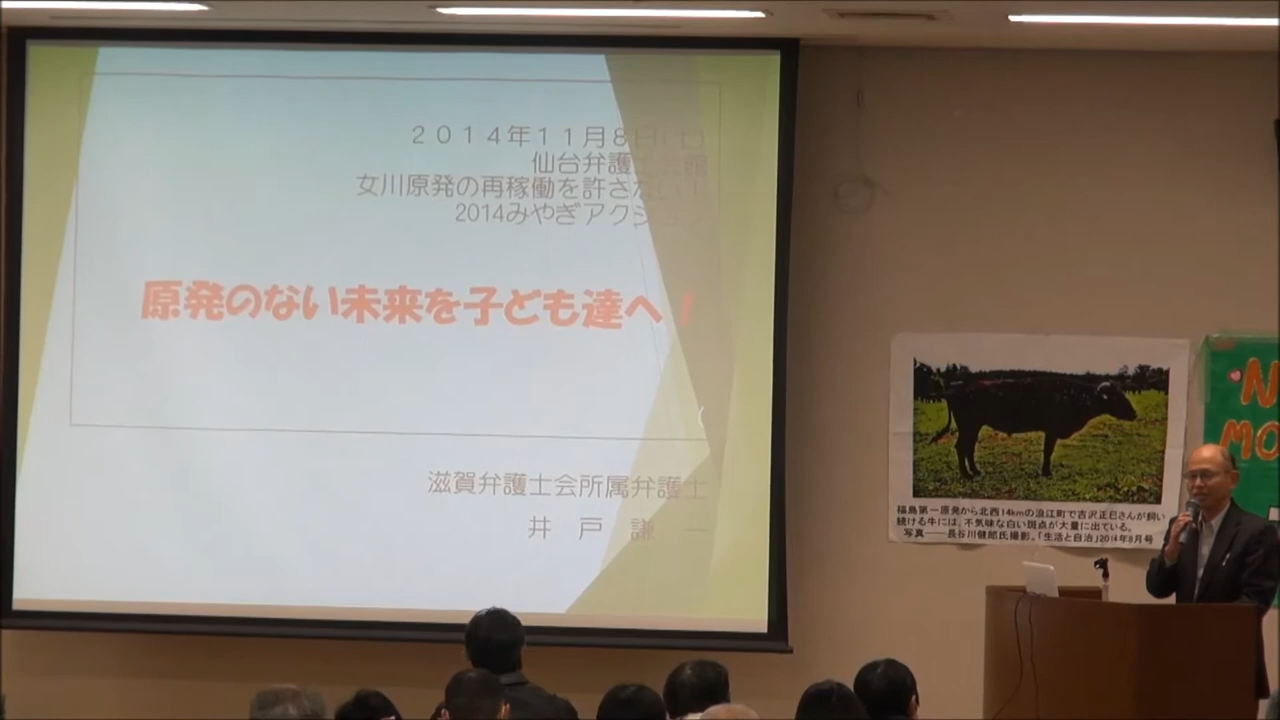 2014年11月8日(土)
仙台弁護士会館
女川原発の再稼働を許さない!
2014みやぎアクション
原発のない未来を子ども達へ!
滋賀弁護士会所属弁護士
井戸謙一
福島第一原発から北西14kmの浪江町で吉沢正巳さんが飼い
続ける牛には、不気味な白い斑点が大量に出ている。
写真――長谷川健郎氏撮影。「生活と自治」2014年8月号